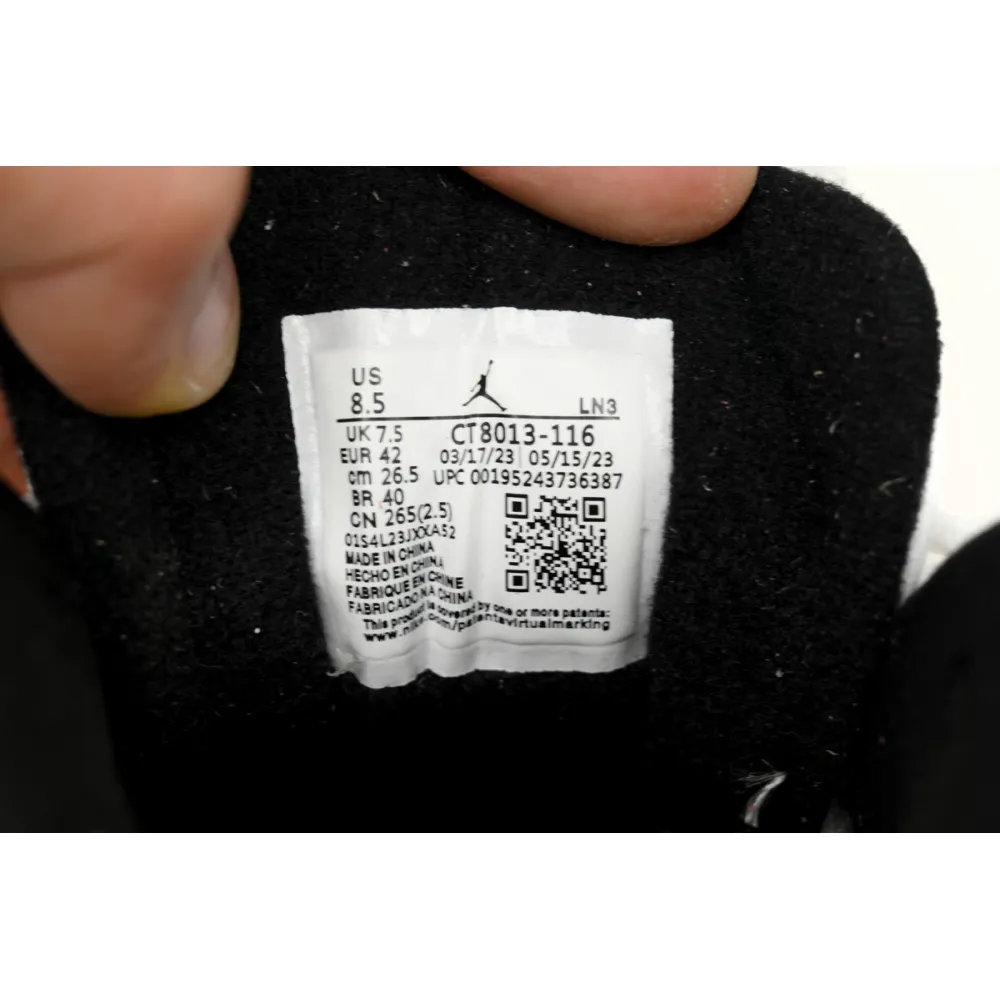 US
8.5
LN3
UK 7.5
CT8013-116
EUR 42
03/17/23 05/15/23
cm 26.5
UPC 00195243736387
BR 40
CN 265(2.5)
01S4L23JXXA52
MADE IN CHINA
HECHO EN CHINA
FABRIQUE EN CHINE
FABRICADO NA CHINA
This product is covered by one or more patents:
www.nike.com/patentsvirtualmarking